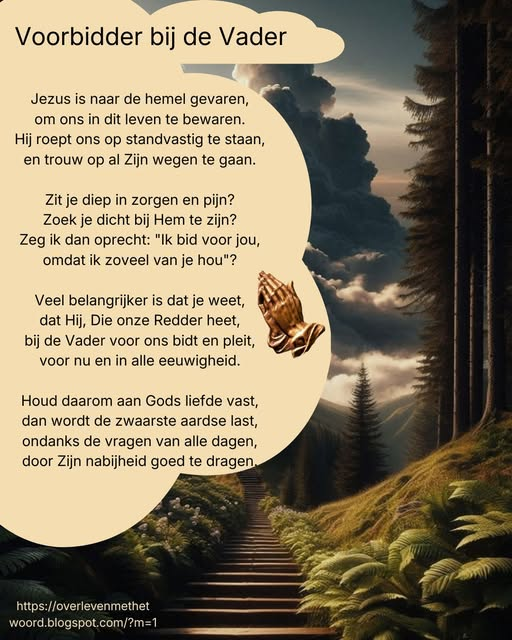 Voorbidder bij de Vader
Jezus is naar de hemel gevaren,
om ons in dit leven te bewaren.
Hij roept ons op standvastig te staan,
en trouw op al Zijn wegen te gaan.
Zit je diep in zorgen en pijn?
Zoek je dicht bij Hem te zijn?
Zeg ik dan oprecht: "Ik bid voor jou,
omdat ik zoveel van je hou"?
Veel belangrijker is dat je weet,
dat Hij, Die onze Redder heet,
bij de Vader voor ons bidt en pleit,
voor nu en in alle eeuwigheid.
Houd daarom aan Gods liefde vast,
dan wordt de zwaarste aardse last,
ondanks de vragen van alle dagen,
door Zijn nabijheid goed te dragen.
https://overlevenmethet
woord.blogspot.com/?m=1